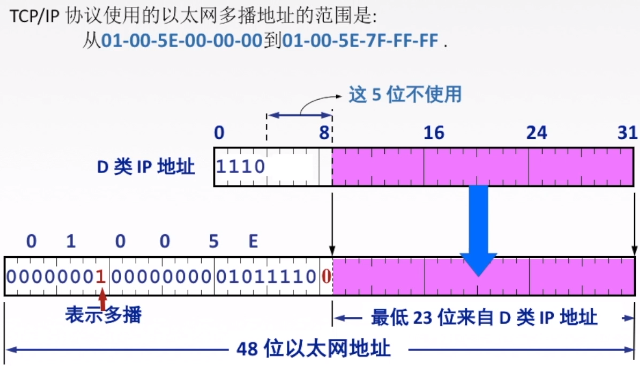 TCP/IP 协议使用的以太网多播地址的范围是:
从01-00-5E-00-00-00到01-00-5E-7F-FF-FF .
这 5 位不使用
0 8 16 24 31
D 类 IP 地址 1110
0 1 0 0 5 E
00000001 00000000 01011110 0
表示多播
最低 23 位来自 D 类 IP 地址
48 位以太网地址